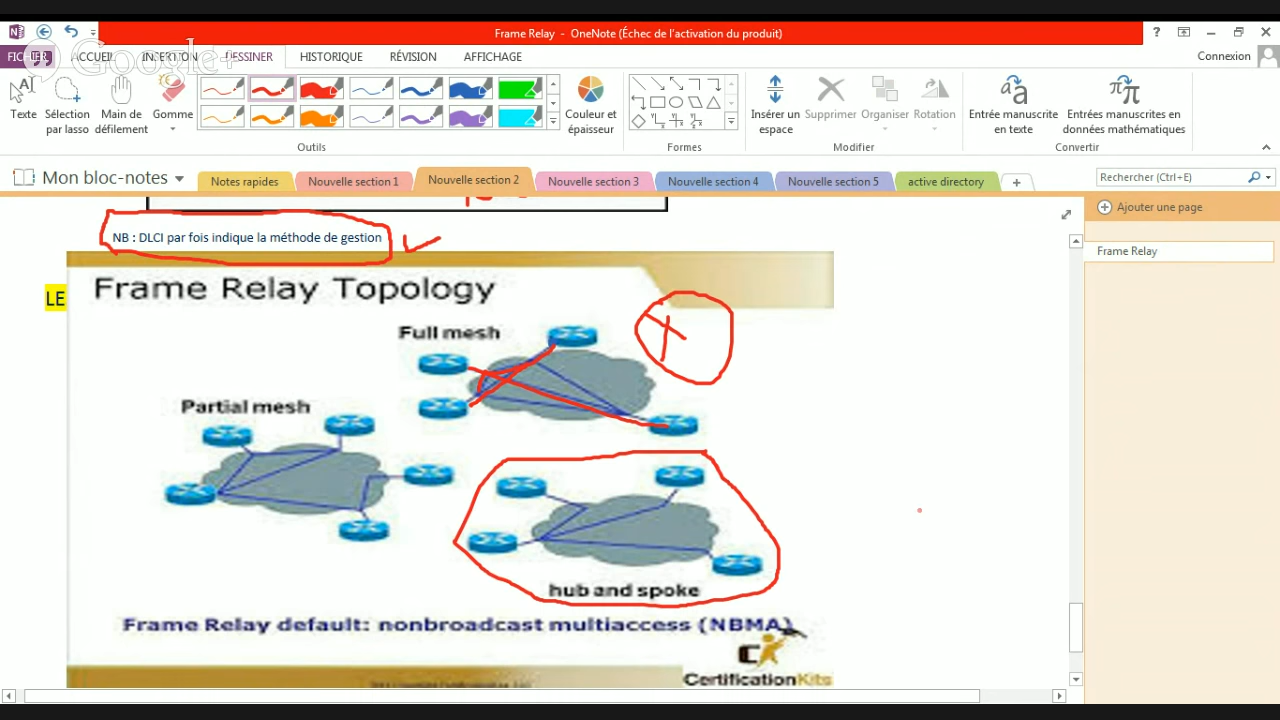 Frame Relay - OneNote (Échec de l'activation du produit)
Google+
FICHIER ACCUEIL INSERTION DESSINER HISTORIQUE RÉVISION AFFICHAGE Connexion
Texte Sélection par lasso Main de défilement Gomme
Couleur et épaisseur
Insérer un espace Supprimer Organiser Rotation
Entrée manuscrite en texte Entrées manuscrites en données mathématiques
Outils Formes Modifier Convertir
Mon bloc-notes Notes rapides Nouvelle section 1 Nouvelle section 2 Nouvelle section 3 Nouvelle section 4 Nouvelle section 5 active directory
Rechercher (Ctrl+E)
Ajouter une page
Frame Relay
NB : DLCI par fois indique la méthode de gestion
LE
Frame Relay Topology
Full mesh
Partial mesh
hub and spoke
Frame Relay default: nonbroadcast multiaccess (NBMA)
CertificationKits